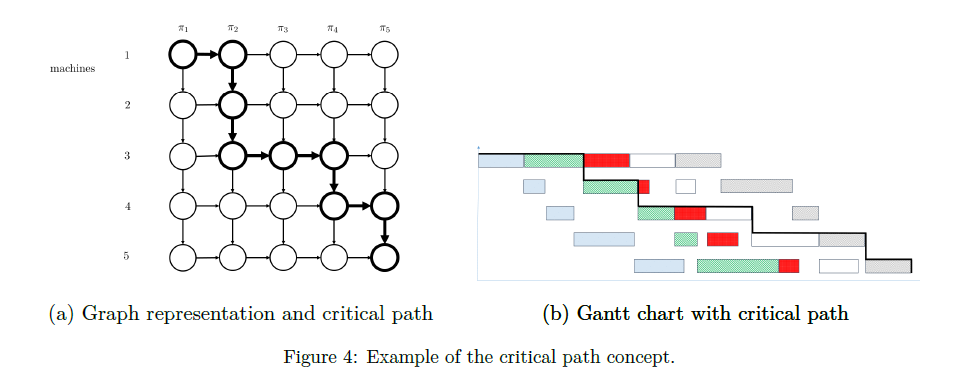 π1 π2 π3 π4 π5
1
machines
2
3
4
5
(a) Graph representation and critical path
(b) Gantt chart with critical path
Figure 4: Example of the critical path concept.